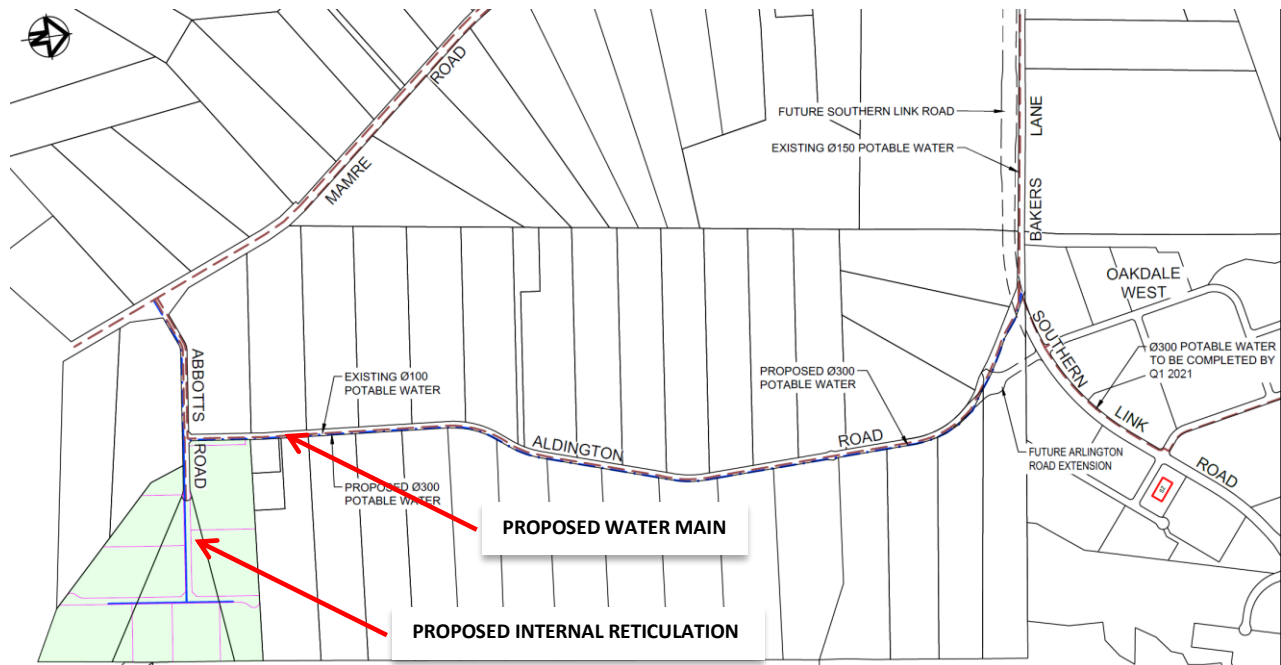 N
MAMRE
ROAD
FUTURE SOUTHERN LINK ROAD
EXISTING Ø150 POTABLE WATER
BAKERS
LANE
OAKDALE
WEST
SOUTHERN
LINK
ROAD
Ø300 POTABLE WATER
TO BE COMPLETED BY
Q1 2021
ABBOTTS
ROAD
EXISTING Ø100
POTABLE WATER
PROPOSED Ø300
POTABLE WATER
ALDINGTON
ROAD
FUTURE ARLINGTON
ROAD EXTENSION
PROPOSED Ø300
POTABLE WATER
PROPOSED WATER MAIN
PROPOSED INTERNAL RETICULATION